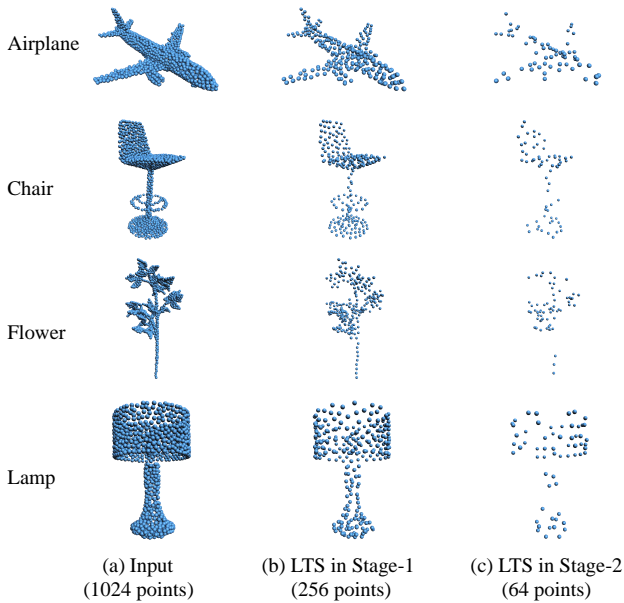 Airplane
Chair
Flower
Lamp
(a) Input
(1024 points)
(b) LTS in Stage-1
(256 points)
(c) LTS in Stage-2
(64 points)